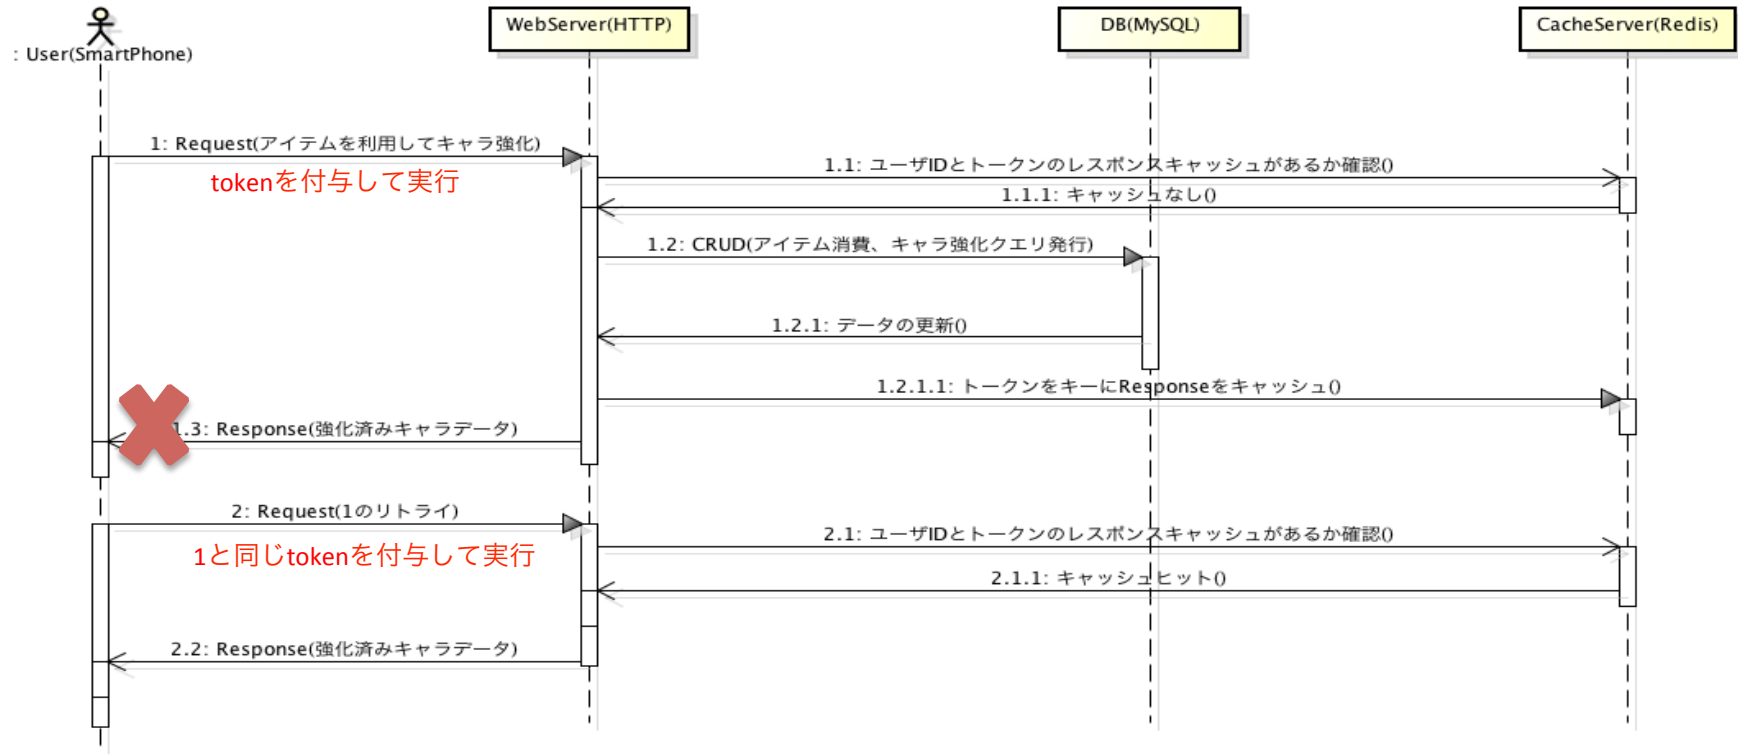 : User(SmartPhone)
WebServer(HTTP)
DB(MySQL)
CacheServer(Redis)
1: Request(アイテムを利用してキャラ強化)
tokenを付与して実行
1.1: ユーザIDとトークンのレスポンスキャッシュがあるか確認()
1.1.1: キャッシュなし()
1.2: CRUD(アイテム消費、キャラ強化クエリ発行)
1.2.1: データの更新()
1.2.1.1: トークンをキーにResponseをキャッシュ()
1.3: Response(強化済みキャラデータ)
2: Request(1のリトライ)
1と同じtokenを付与して実行
2.1: ユーザIDとトークンのレスポンスキャッシュがあるか確認()
2.1.1: キャッシュヒット()
2.2: Response(強化済みキャラデータ)